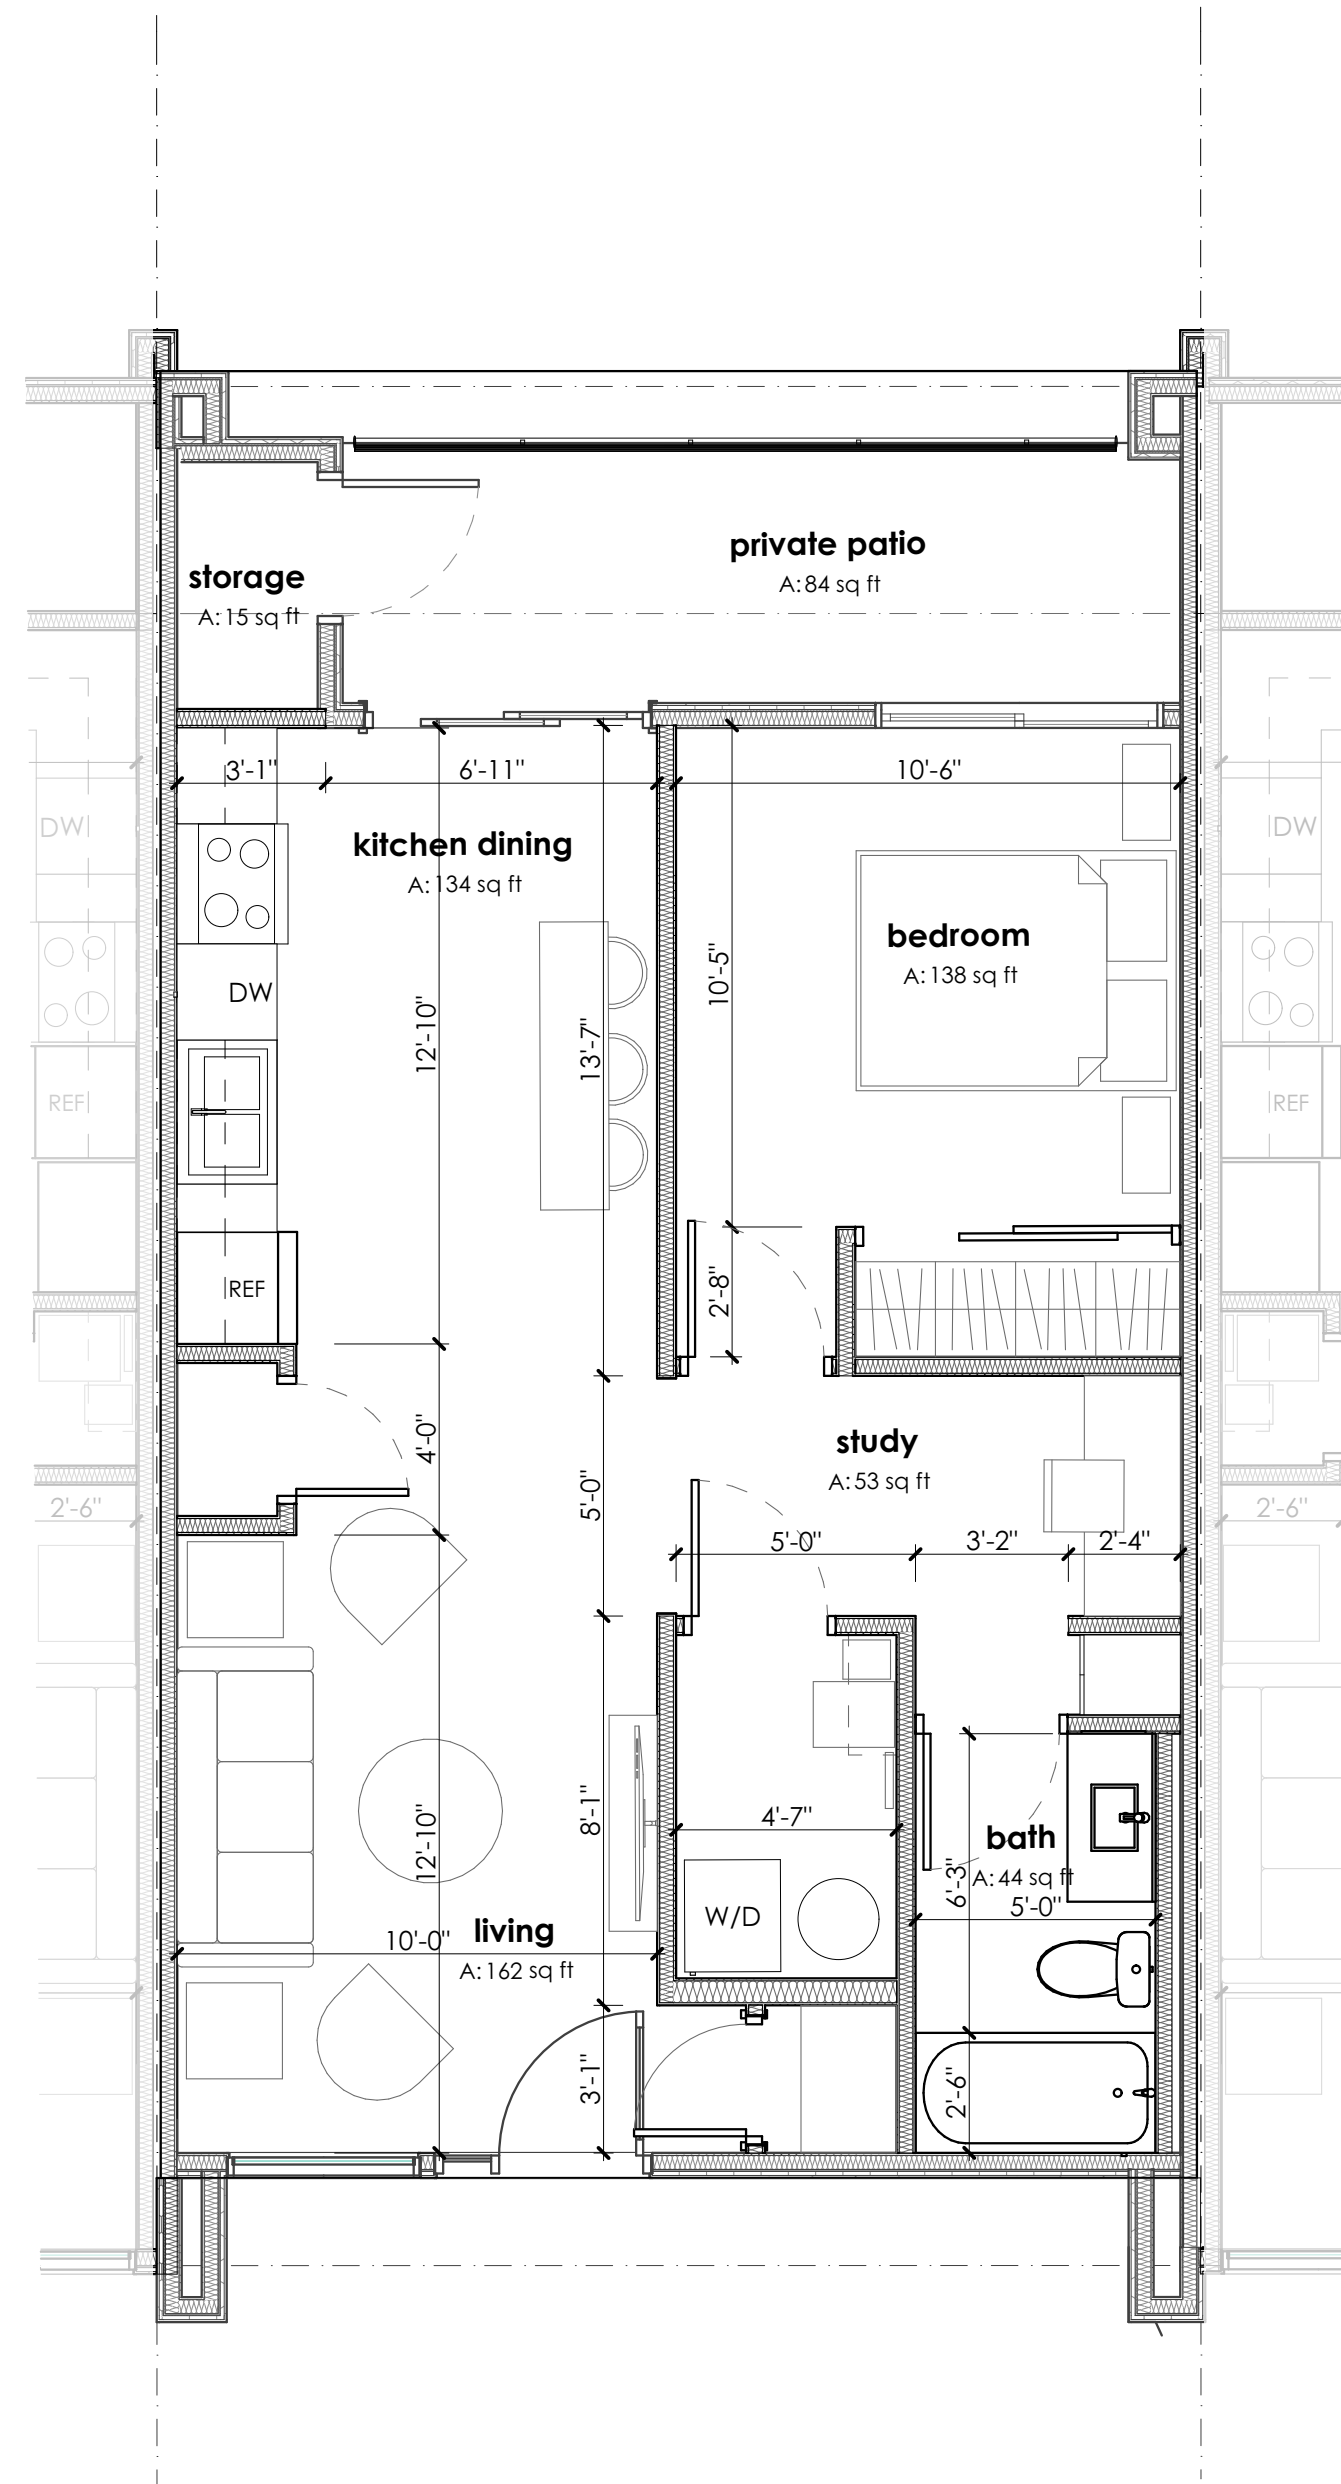 private patio
A: 84 sq ft
storage
A: 15 sq ft
3'-1"
6'-11"
10'-6"
DW
kitchen dining
A: 134 sq ft
DW
bedroom
A: 138 sq ft
10'-5"
DW
12'-10"
13'-7"
REF
REF
REF
2'-8"
4'-0"
study
A: 53 sq ft
5'-0"
2'-6"
2'-6"
5'-0"
3'-2"
2'-4"
8'-1"
4'-7"
bath
A: 44 sq ft
12'-10"
6'-3"
5'-0"
W/D
10'-0"
living
A: 162 sq ft
3'-1"
2'-6"